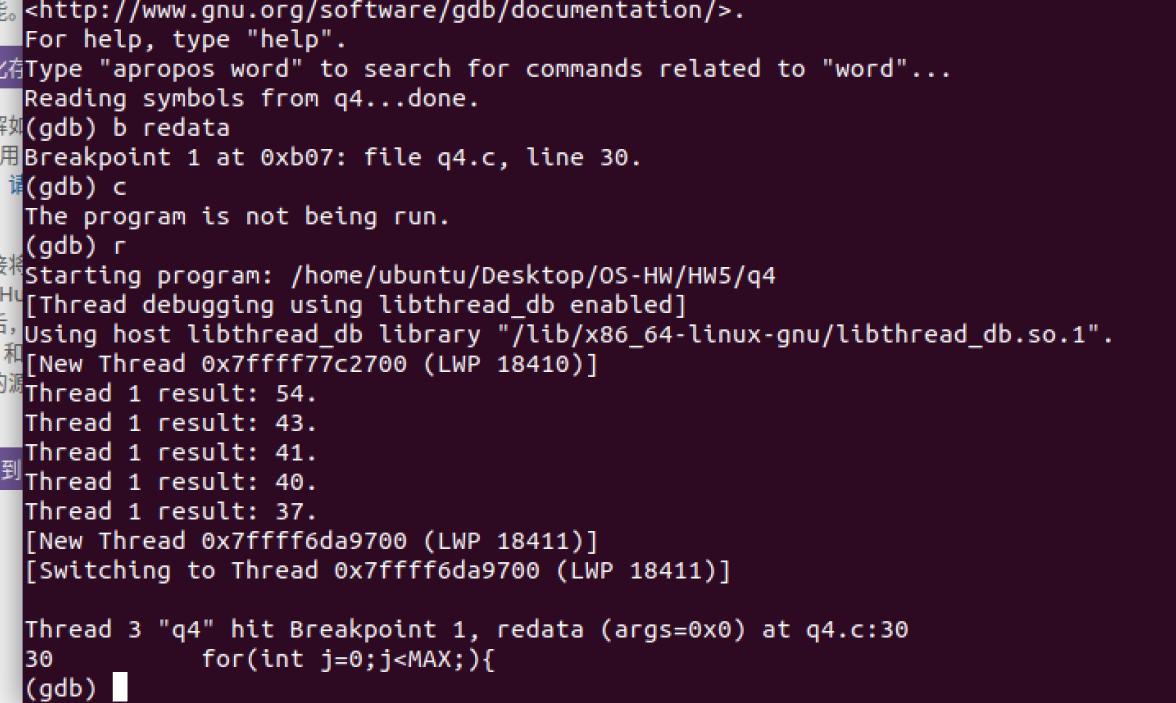 <http://www.gnu.org/software/gdb/documentation/>.
For help, type "help".
Type "apropos word" to search for commands related to "word"...
Reading symbols from q4...done.
(gdb) b redata
Breakpoint 1 at 0xb07: file q4.c, line 30.
(gdb) c
The program is not being run.
(gdb) r
Starting program: /home/ubuntu/Desktop/OS-HW/HW5/q4
[Thread debugging using libthread_db enabled]
Using host libthread_db library "/lib/x86_64-linux-gnu/libthread_db.so.1".
[New Thread 0x7ffff77c2700 (LWP 18410)]
Thread 1 result: 54.
Thread 1 result: 43.
Thread 1 result: 41.
Thread 1 result: 40.
Thread 1 result: 37.
[New Thread 0x7ffff6da9700 (LWP 18411)]
[Switching to Thread 0x7ffff6da9700 (LWP 18411)]
Thread 3 "q4" hit Breakpoint 1, redata (args=0x0) at q4.c:30
30 for(int j=0;j<MAX;){
(gdb)
用
请
和
到